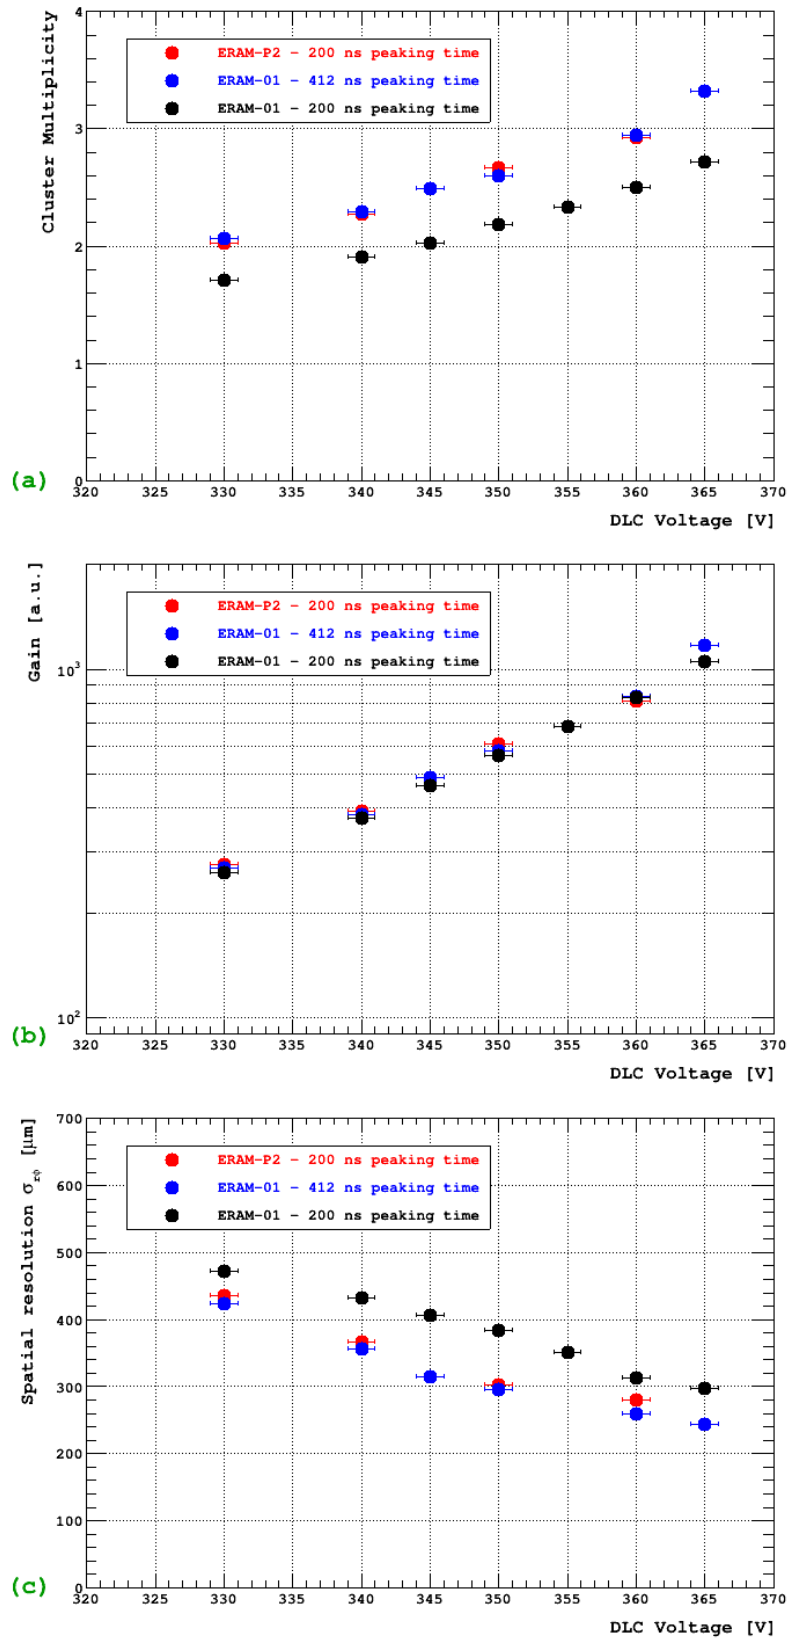 Cluster Multiplicity
4
3
2
1
0
ERAM-P2 - 200 ns peaking time
ERAM-01 - 412 ns peaking time
ERAM-01 - 200 ns peaking time
(a)
320 325 330 335 340 345 350 355 360 365 370
DLC Voltage [V]
Gain [a.u.]
10³
10²
ERAM-P2 - 200 ns peaking time
ERAM-01 - 412 ns peaking time
ERAM-01 - 200 ns peaking time
(b)
320 325 330 335 340 345 350 355 360 365 370
DLC Voltage [V]
Spatial resolution σrφ [μm]
700
600
500
400
300
200
100
0
ERAM-P2 - 200 ns peaking time
ERAM-01 - 412 ns peaking time
ERAM-01 - 200 ns peaking time
(c)
320 325 330 335 340 345 350 355 360 365 370
DLC Voltage [V]